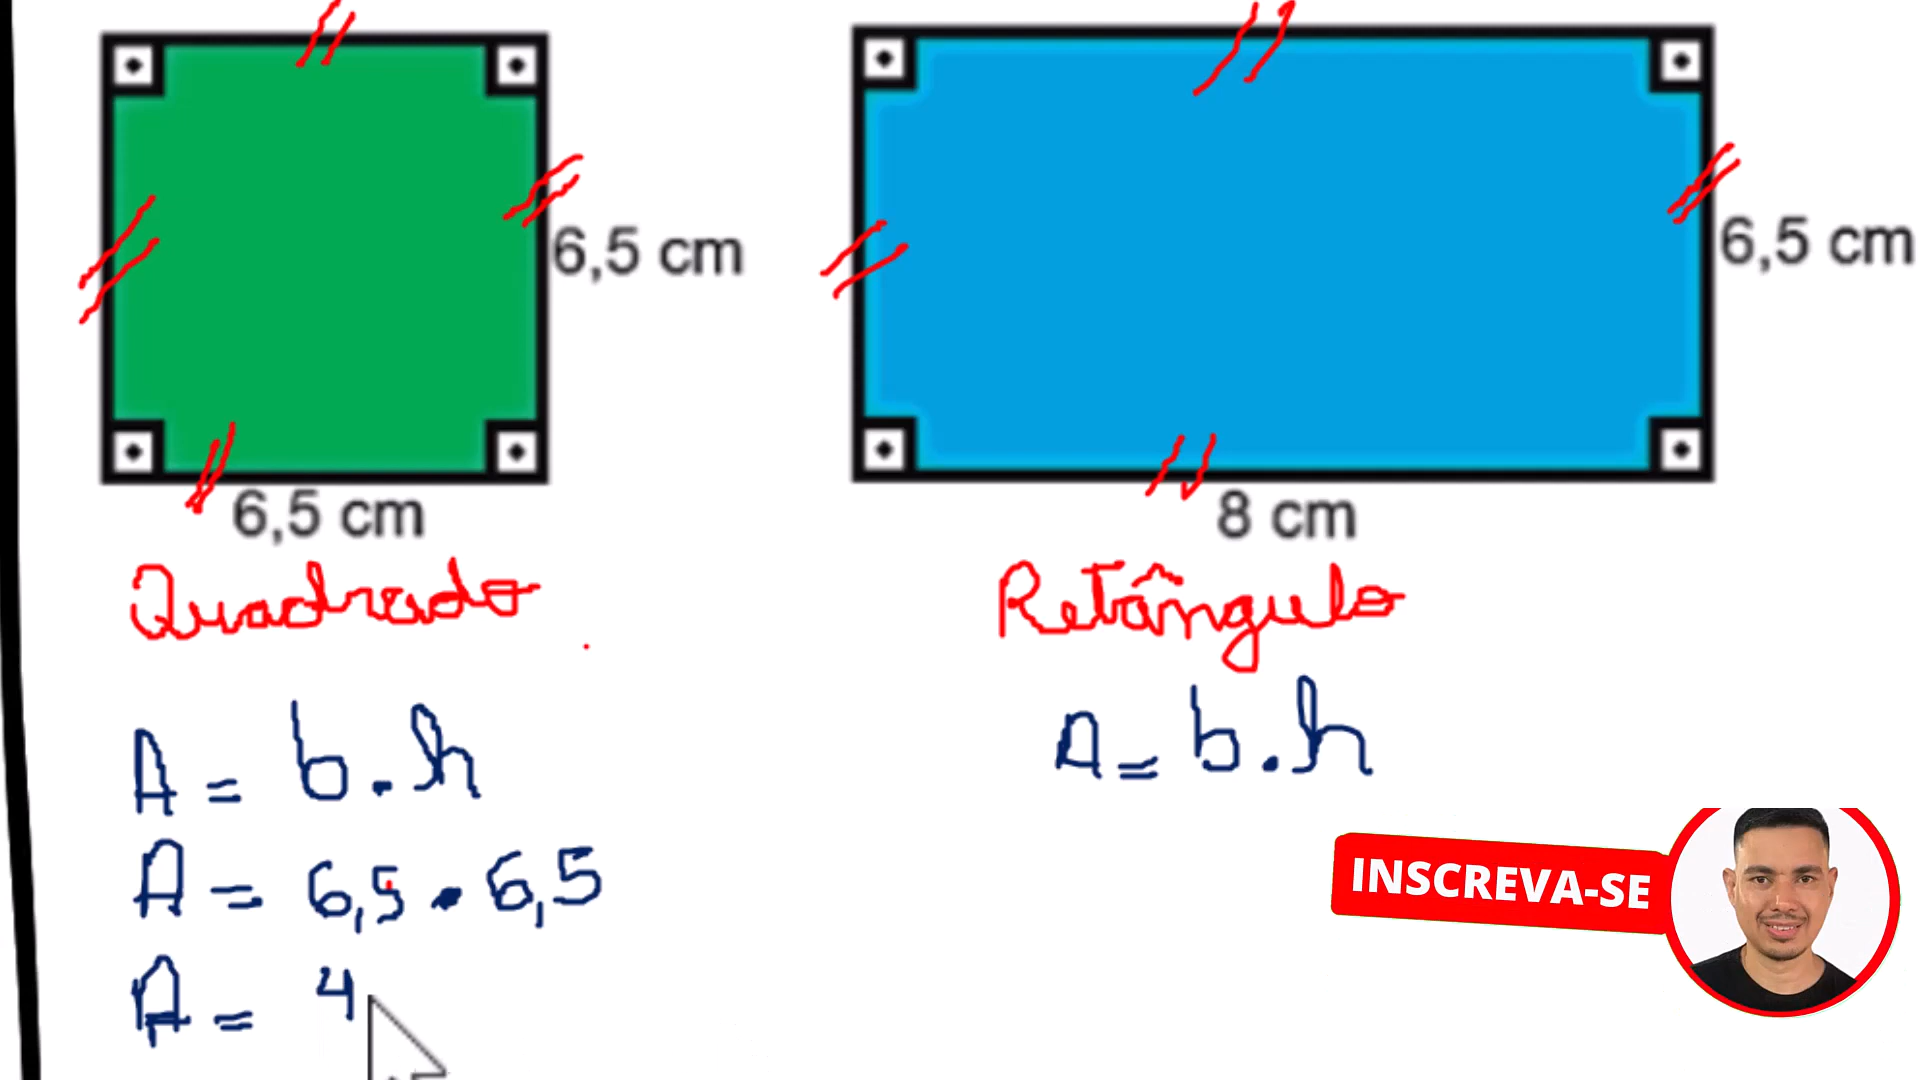 6,5 cm
6,5 cm
6,5 cm
8 cm
Quadrado
Retângulo
A = b . h
A = b . h
A = 6,5 . 6,5
INSCREVA-SE
A = 4